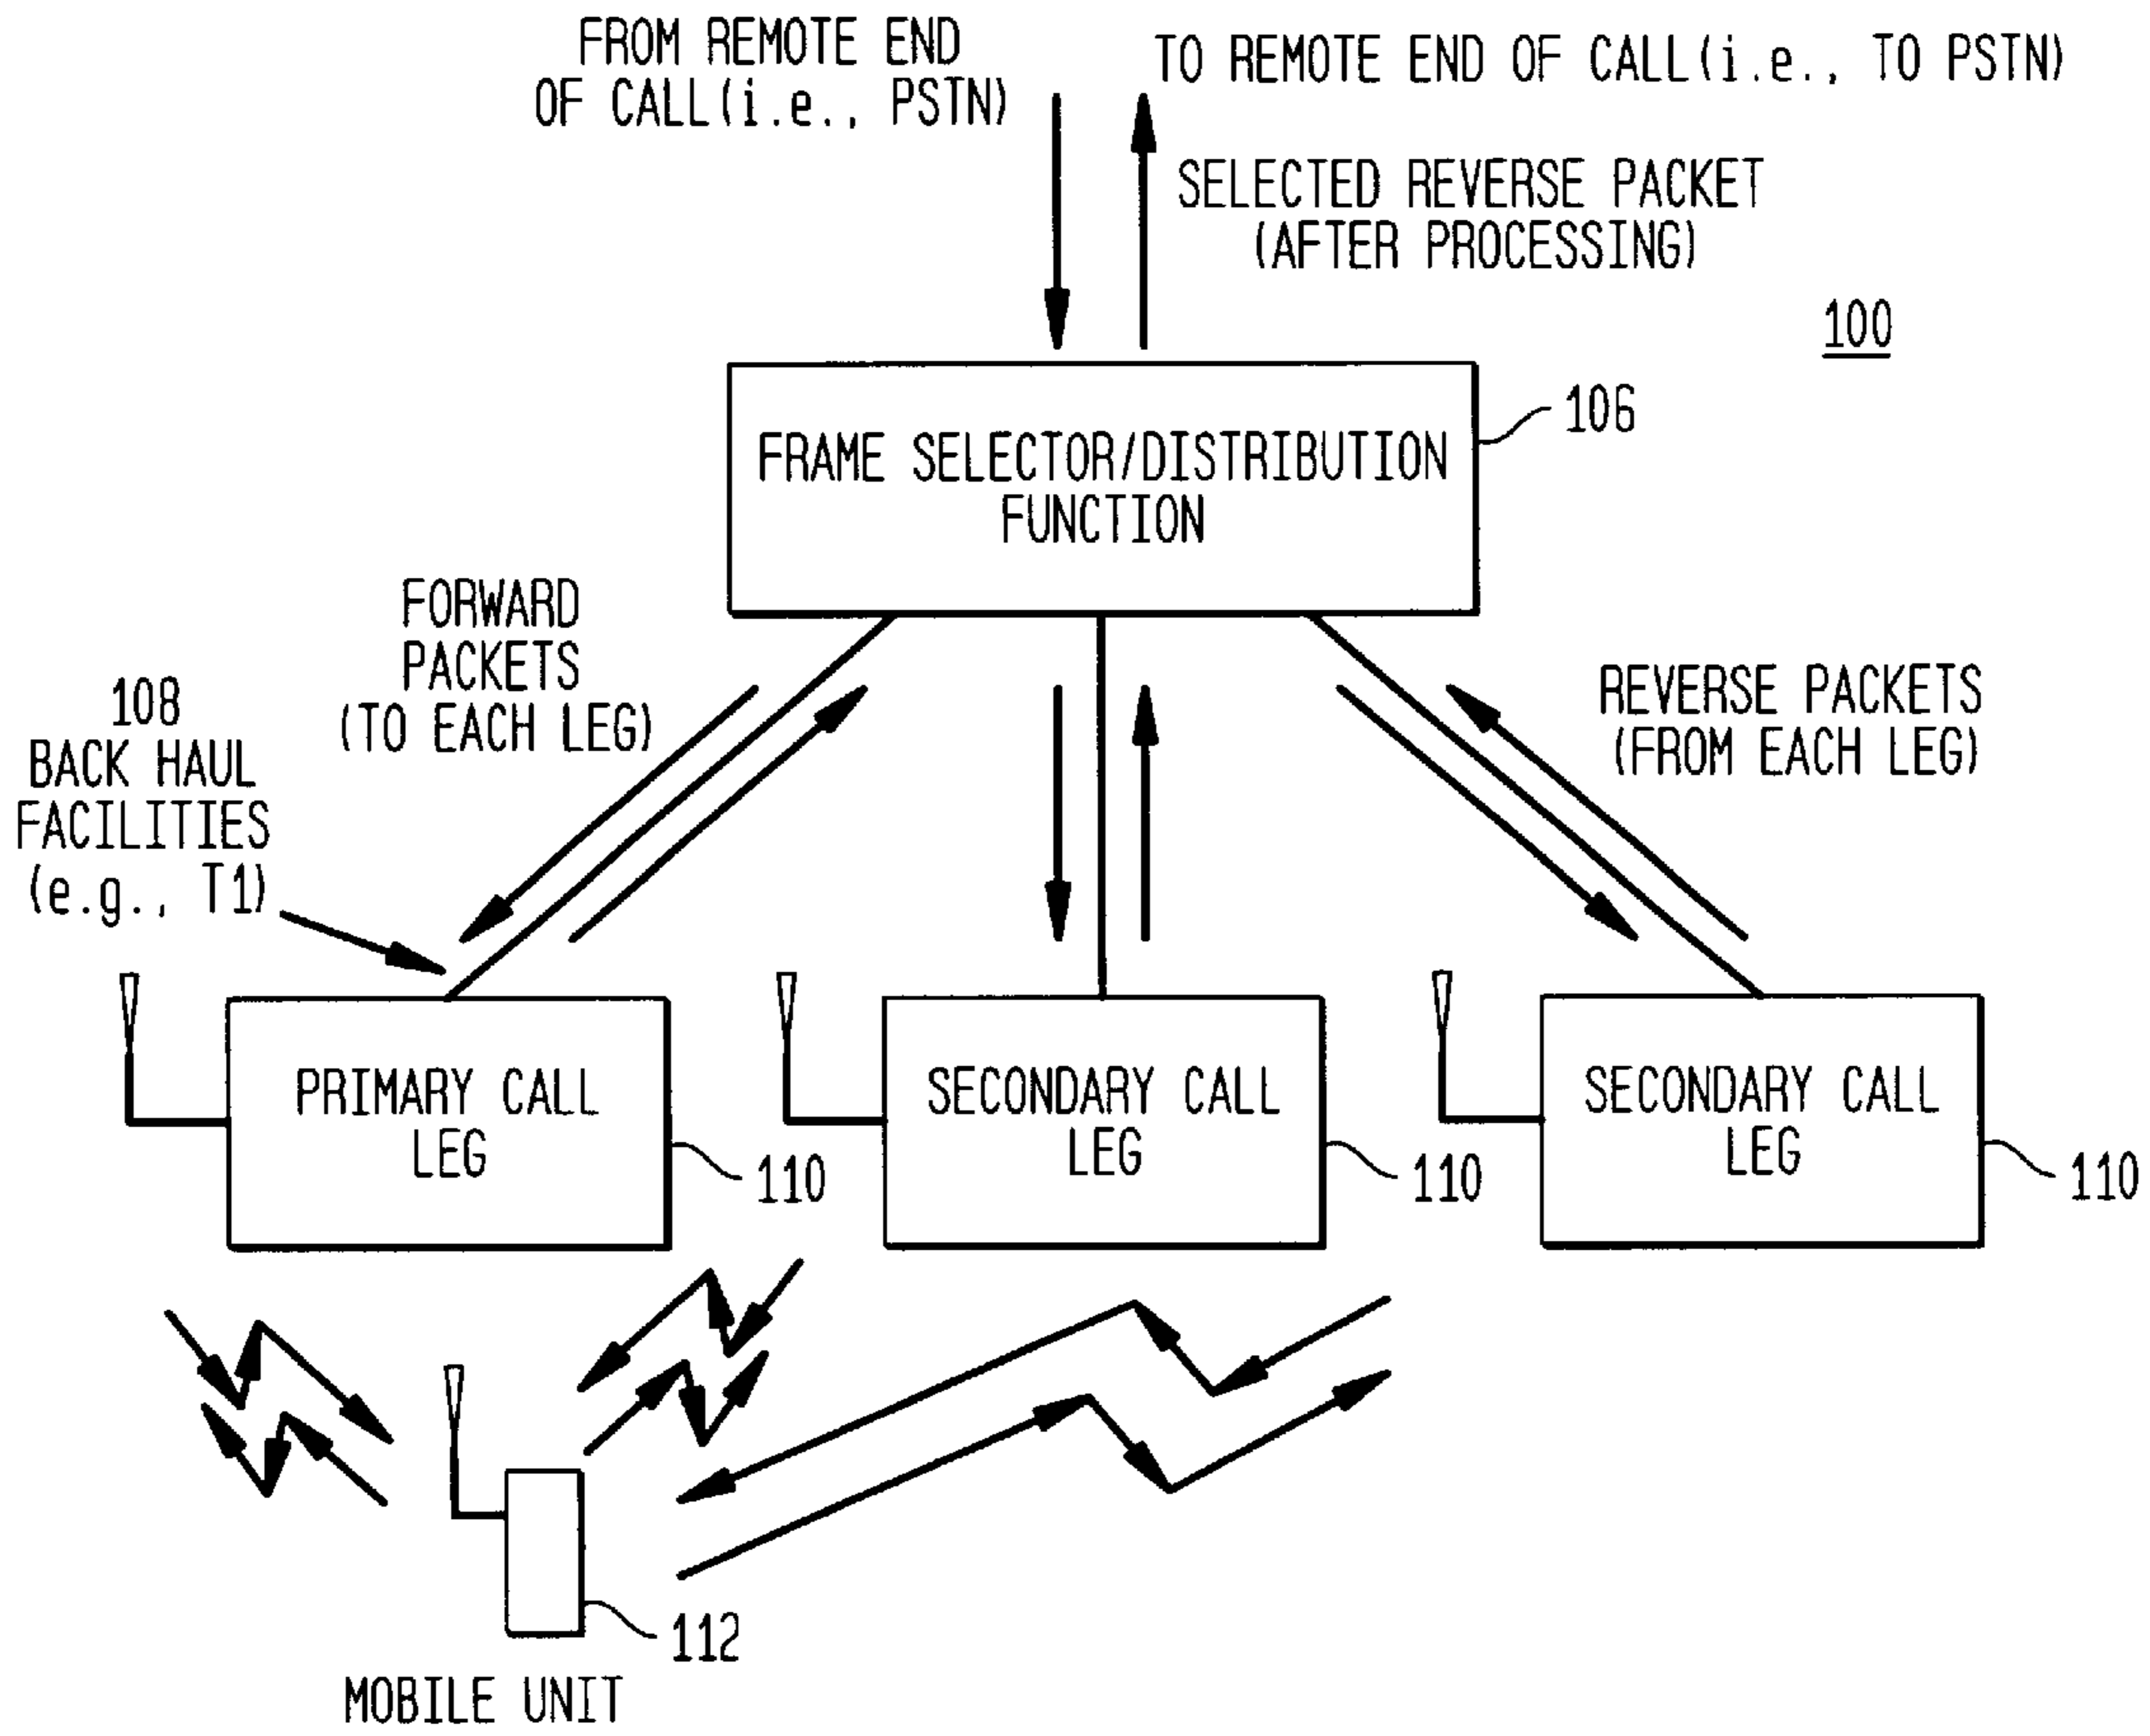 FROM REMOTE END
OF CALL(i.e., PSTN)
TO REMOTE END OF CALL(i.e., TO PSTN)
SELECTED REVERSE PACKET
(AFTER PROCESSING)
100
FRAME SELECTOR/DISTRIBUTION
FUNCTION
106
FORWARD
PACKETS
(TO EACH LEG)
REVERSE PACKETS
(FROM EACH LEG)
108
BACK HAUL
FACILITIES
(e.g., T1)
PRIMARY CALL
LEG
110
SECONDARY CALL
LEG
110
SECONDARY CALL
LEG
110
112
MOBILE UNIT